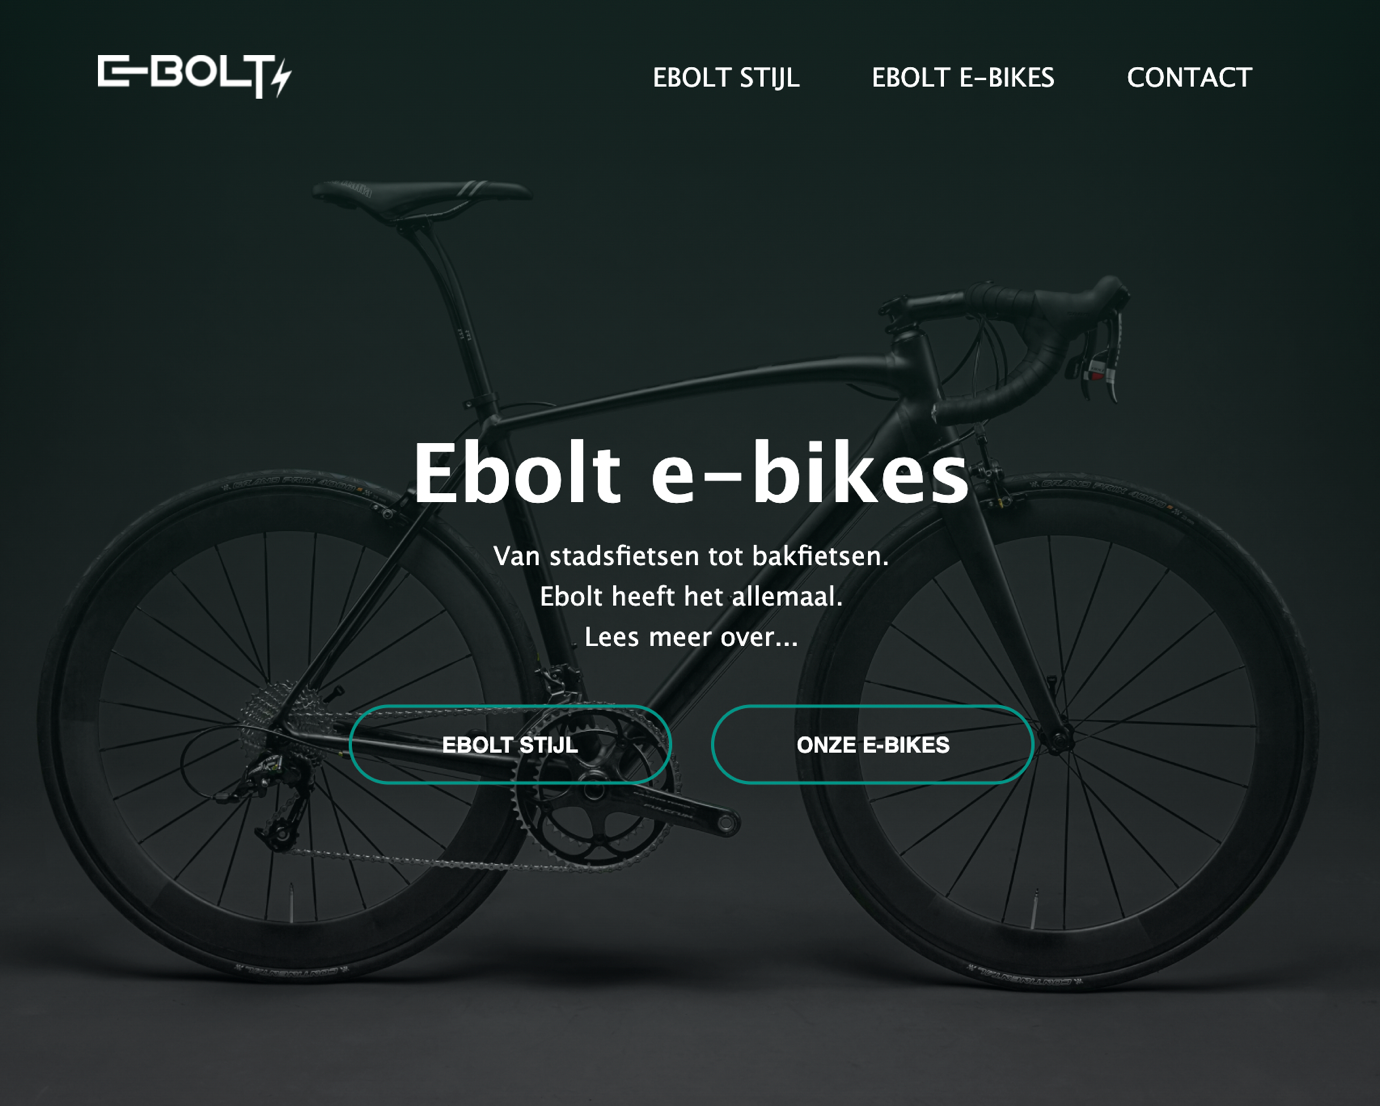 E-BOLT
EBOLT STIJL
EBOLT E-BIKES
CONTACT
Ebolt e-bikes
Van stadsfietsen tot bakfietsen.
Ebolt heeft het allemaal.
Lees meer over...
EBOLT STIJL
ONZE E-BIKES